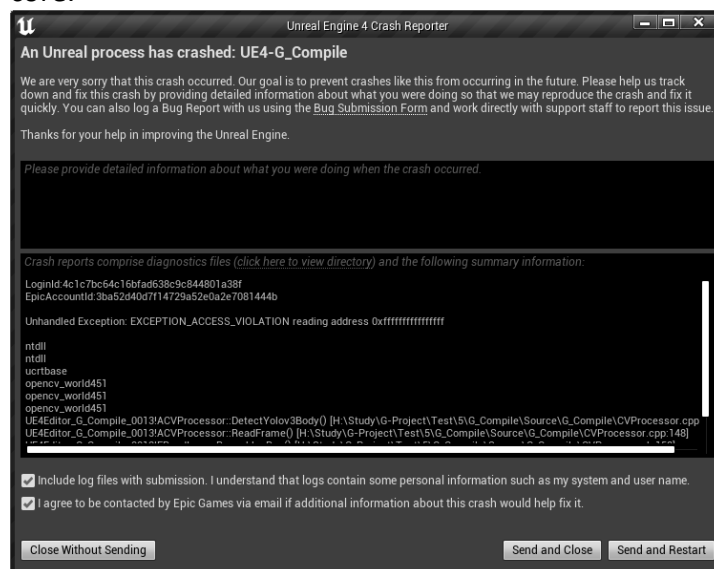 Unreal Engine 4 Crash Reporter
An Unreal process has crashed: UE4-G_Compile
We are very sorry that this crash occurred. Our goal is to prevent crashes like this from occurring in the future. Please help us track
down and fix this crash by providing detailed information about what you were doing so that we may reproduce the crash and fix it
quickly. You can also log a Bug Report with us using the Bug Submission Form and work directly with support staff to report this issue.
Thanks for your help in improving the Unreal Engine.
Please provide detailed information about what you were doing when the crash occurred.
Crash reports comprise diagnostics files (click here to view directory) and the following summary information:
LoginId:4c1c7bc64c16bfad638c9c844801a38f
EpicAccountId:3ba52d40d7f14729a52e0a2e7081444b
Unhandled Exception: EXCEPTION_ACCESS_VIOLATION reading address 0xffffffffffffffff
ntdll
ntdll
ucrtbase
opencv_world451
opencv_world451
opencv_world451
UE4Editor_G_Compile_0013!ACVProcessor::DetectYolov3Body() [H:\Study\G-Project\Test\5\G_Compile\Source\G_Compile\CVProcessor.cpp
UE4Editor_G_Compile_0013!ACVProcessor::ReadFrame() [H:\Study\G-Project\Test\5\G_Compile\Source\G_Compile\CVProcessor.cpp:148]
Include log files with submission. I understand that logs contain some personal information such as my system and user name.
I agree to be contacted by Epic Games via email if additional information about this crash would help fix it.
Close Without Sending
Send and Close
Send and Restart